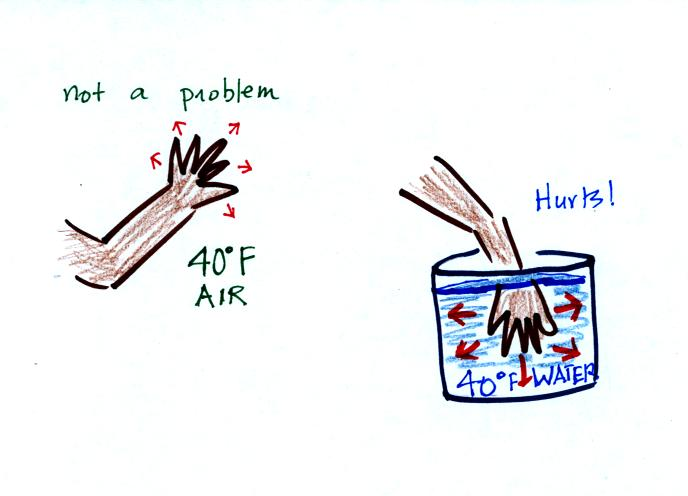 not a problem
40°F
AIR
Hurts!
40°F WATER